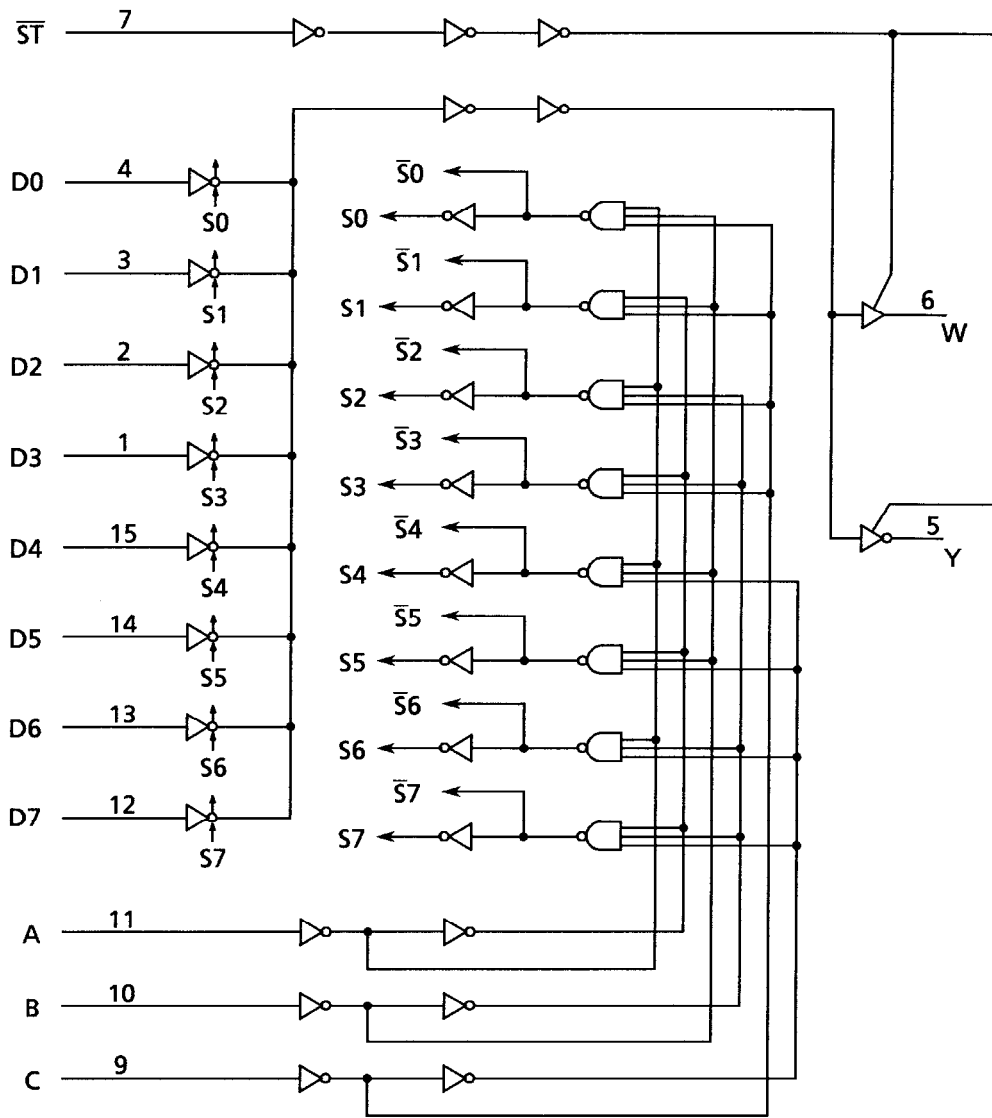 S̅T̅ 7
D0 4 S0
D1 3 S1
D2 2 S2
D3 1 S3
D4 15 S4
D5 14 S5
D6 13 S6
D7 12 S7
S̅0
S0
S̅1
S1
S̅2
S2
S̅3
S3
S̅4
S4
S̅5
S5
S̅6
S6
S̅7
S7
6
W
5
Y
A 11
B 10
C 9